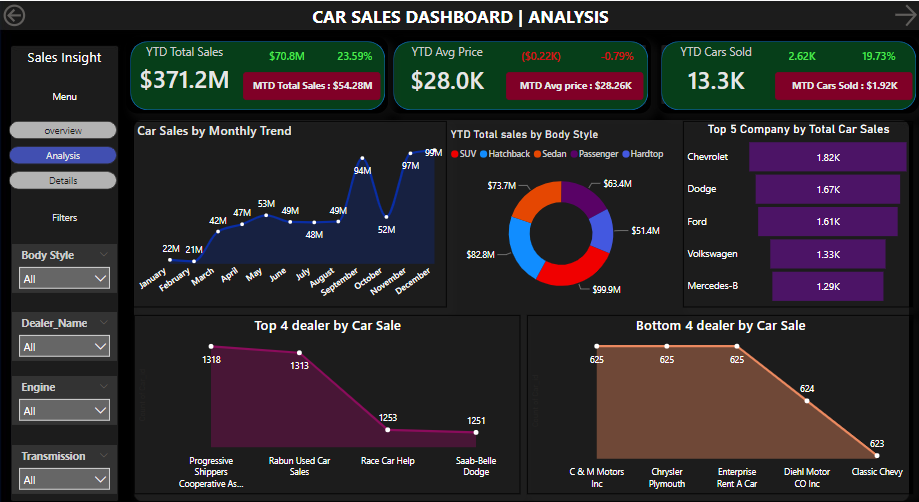 CAR SALES DASHBOARD | ANALYSIS
Sales Insight
Menu
overview
Analysis
Details
Filters
Body Style
All
Dealer_Name
All
Engine
All
Transmission
All
YTD Total Sales
$70.8M 23.59%
$371.2M
MTD Total Sales : $54.28M
YTD Avg Price
($0.22K) -0.79%
$28.0K
MTD Avg price : $28.26K
YTD Cars Sold
2.62K 19.73%
13.3K
MTD Cars Sold : $1.92K
Car Sales by Monthly Trend
22M 21M 42M 47M 53M 49M 48M 49M 94M 52M 97M 99M
January February March April May June July August September October November December
YTD Total sales by Body Style
SUV Hatchback Sedan Passenger Hardtop
$73.7M
$63.4M
$51.4M
$82.8M
$99.9M
Top 5 Company by Total Car Sales
Chevrolet 1.82K
Dodge 1.67K
Ford 1.61K
Volkswagen 1.33K
Mercedes-B 1.29K
Top 4 dealer by Car Sale
1318 1313 1253 1251
Progressive
Shippers
Cooperative As...
Rabun Used Car
Sales
Race Car Help
Saab-Belle
Dodge
Bottom 4 dealer by Car Sale
625 625 625 624 623
C & M Motors
Inc
Chrysler
Plymouth
Enterprise
Rent A Car
Diehl Motor
CO Inc
Classic Chevy